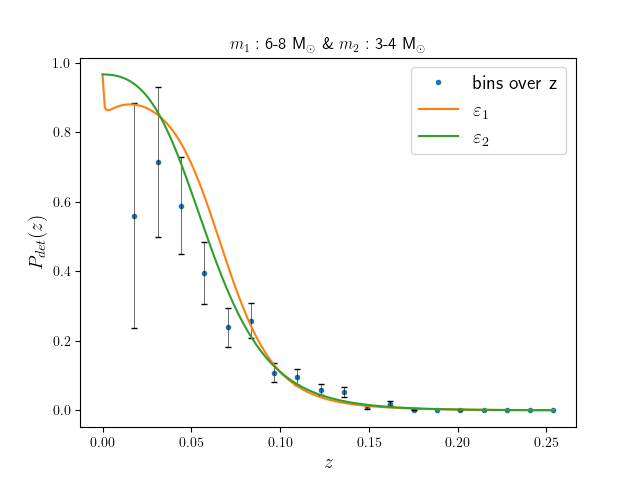 m₁ : 6-8 M⊙ & m₂ : 3-4 M⊙
1.0
0.8
0.6
0.4
0.2
0.0
P_det(z)
bins over z
ε₁
ε₂
0.00 0.05 0.10 0.15 0.20 0.25
z